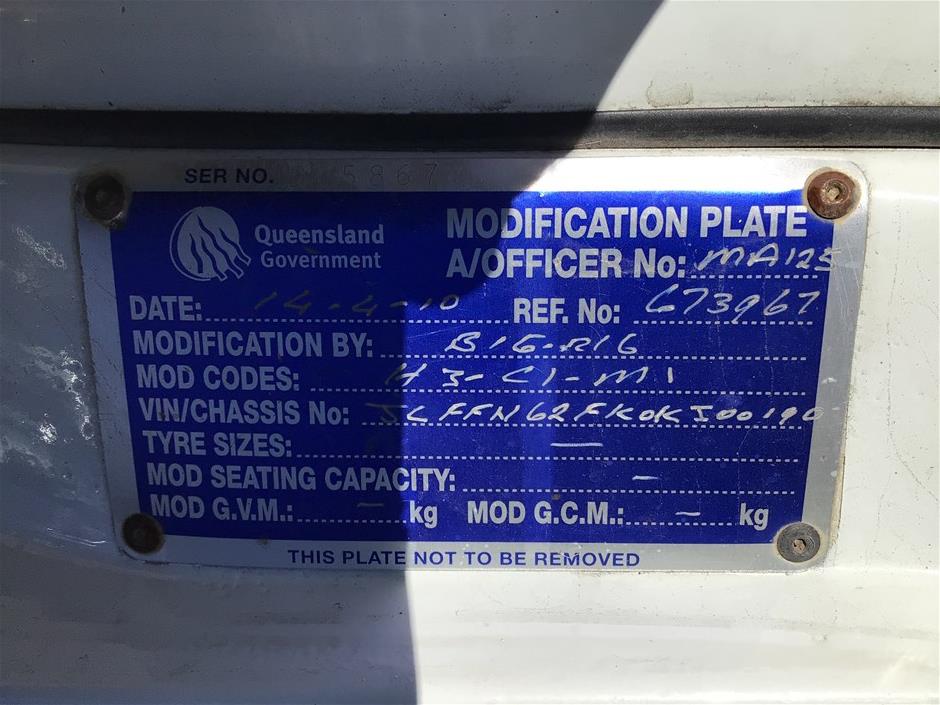 SER NO. 5867
Queensland
Government
MODIFICATION PLATE
A/OFFICER No: MA125
DATE: 14-4-10 REF. No: 673967
MODIFICATION BY: BIG-RIG
MOD CODES: H3-C1-M1
VIN/CHASSIS No: JLFFN62FK0KJ00190
TYRE SIZES: —
MOD SEATING CAPACITY: -
MOD G.V.M.: - kg MOD G.C.M.: - kg
THIS PLATE NOT TO BE REMOVED